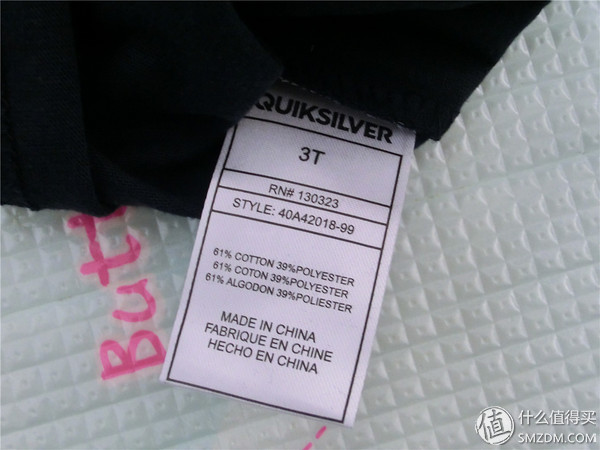 QUIKSILVER
3T
RN# 130323
STYLE: 40A42018-99
61% COTTON 39%POLYESTER
61% COTON 39%POLYESTER
61% ALGODON 39%POLIESTER
MADE IN CHINA
FABRIQUE EN CHINE
HECHO EN CHINA
Butt
值 什么值得买
SMZDM.COM